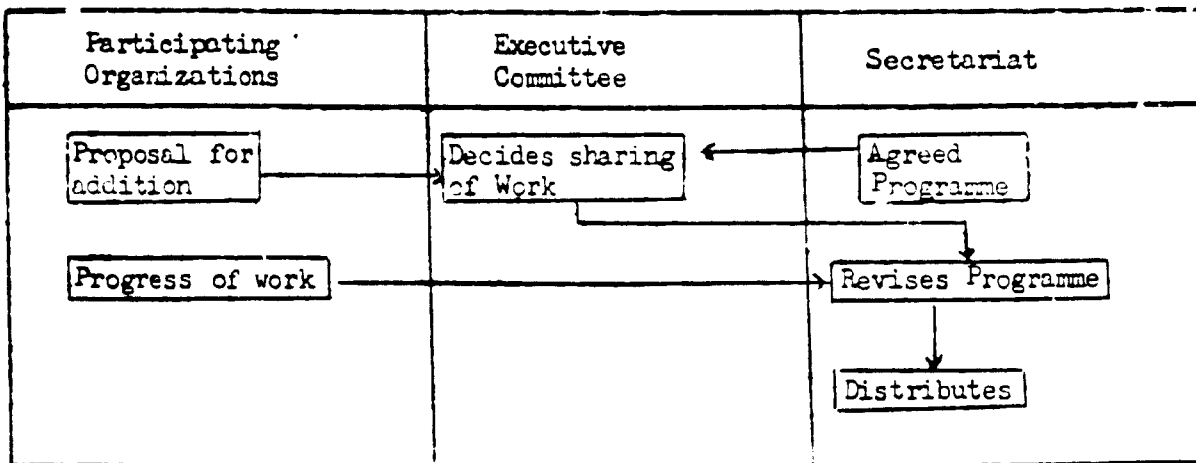 Participating
Organizations
Executive
Committee
Secretariat
Proposal for
addition
Decides sharing
of Work
Agreed
Programme
Progress of work
Revises Programme
Distributes